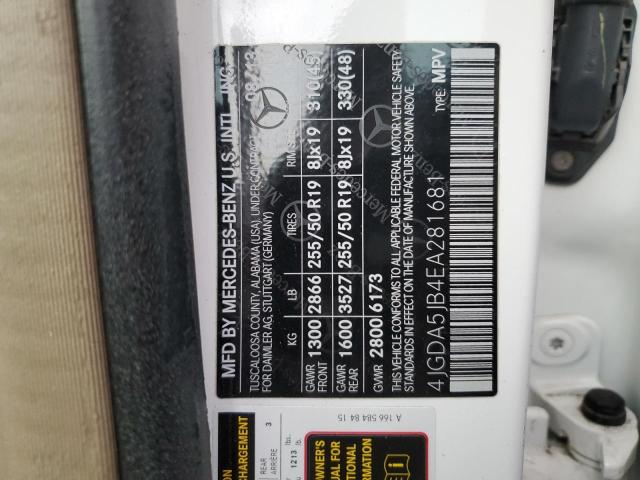 MFD BY MERCEDES-BENZ U.S. INTL., INC.
TUSCALOOSA COUNTY, ALABAMA (USA), UNDER CONTRACT
FOR DAIMLER AG, STUTTGART (GERMANY)
KG LB TIRES RIMS
GAWR FRONT 1300 2866 255/50 R19 8Jx19 310(45)
GAWR REAR 1600 3527 255/50 R19 8Jx19 330(48)
GVWR 2800 6173
THIS VEHICLE CONFORMS TO ALL APPLICABLE FEDERAL MOTOR VEHICLE SAFETY
STANDARDS IN EFFECT ON THE DATE OF MANUFACTURE SHOWN ABOVE.
4JGDA5JB4EA281681 TYPE: MPV
A 166 584 84 15
CHARGEMENT
REAR
ARRIÈRE
3
lbs.
1213 lb.